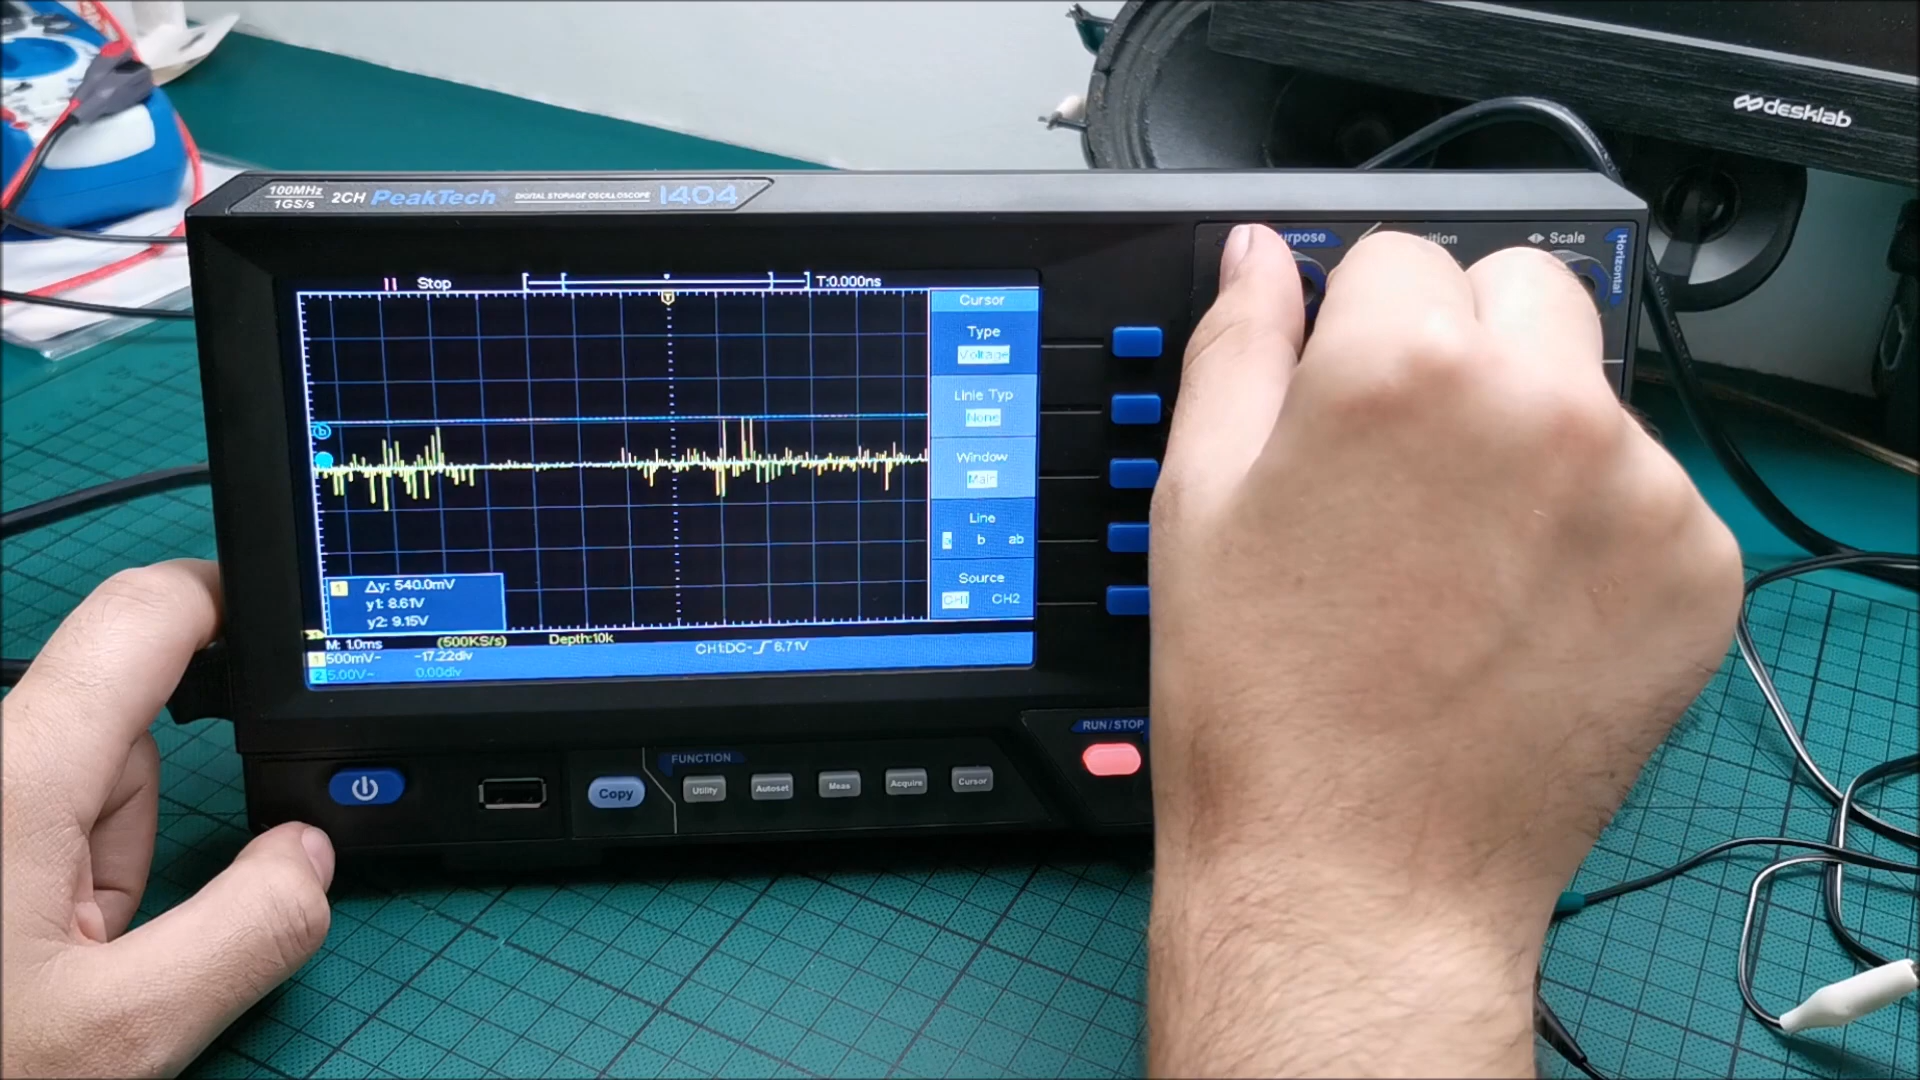 desklab
100MHz
1GS/s
2CH PeakTech DIGITAL STORAGE OSCILLOSCOPE 1404
Scale
Horizontal
Stop
T:0.000ns
T
Cursor
Type
Voltage
Linie Typ
None
Window
Main
Line
b ab
Source
CH1 CH2
b
1 Δy: 540.0mV
y1: 8.61V
y2: 9.15V
M: 1.0ms (500KS/s) Depth:10k
1 500mV~ -17.22div CH1:DC- 6.71V
2 5.00V~ 0.00div
RUN/STOP
FUNCTION
Copy
Utility
Autoset
Meas
Acquire
Cursor